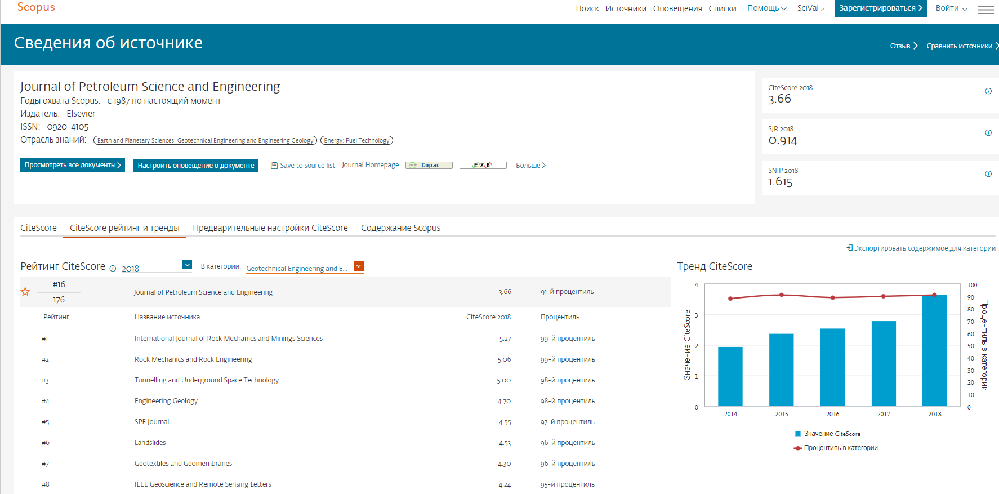 Scopus
Поиск Источники Оповещения Списки Помощь SciVal Зарегистрироваться Войти
Сведения об источнике
Отзыв Сравнить источники
Journal of Petroleum Science and Engineering
Годы охвата Scopus: с 1987 по настоящий момент
Издатель: Elsevier
ISSN: 0920-4105
Отрасль знаний: Earth and Planetary Sciences: Geotechnical Engineering and Engineering Geology Energy: Fuel Technology
Просмотреть все документы Настроить оповещение о документе Save to source list Journal Homepage Copac EZB Больше
CiteScore 2018
3.66
SJR 2018
0.914
SNIP 2018
1.615
CiteScore CiteScore рейтинг и тренды Предварительные настройки CiteScore Содержание Scopus
Экспортировать содержимое для категории
Рейтинг CiteScore 2018 В категории: Geotechnical Engineering and E...
#16
176
Journal of Petroleum Science and Engineering 3.66 91-й процентиль
Рейтинг Название источника CiteScore 2018 Процентиль
#1 International Journal of Rock Mechanics and Minings Sciences 5.27 99-й процентиль
#2 Rock Mechanics and Rock Engineering 5.06 99-й процентиль
#3 Tunnelling and Underground Space Technology 5.00 98-й процентиль
#4 Engineering Geology 4.70 98-й процентиль
#5 SPE Journal 4.55 97-й процентиль
#6 Landslides 4.53 96-й процентиль
#7 Geotextiles and Geomembranes 4.30 96-й процентиль
#8 IEEE Geoscience and Remote Sensing Letters 4.24 95-й процентиль
Тренд CiteScore
Значение CiteScore
4
3
2
1
0
100
90
80
70
60
50
40
30
20
10
0
Процентиль в категории
2014 2015 2016 2017 2018
Значение CiteScore
Процентиль в категории